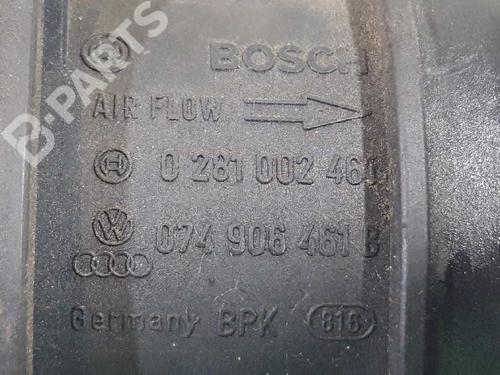 B-PARTS
BOSCH
AIR FLOW
0 281 002 461
074 906 461 B
Germany BPK 816